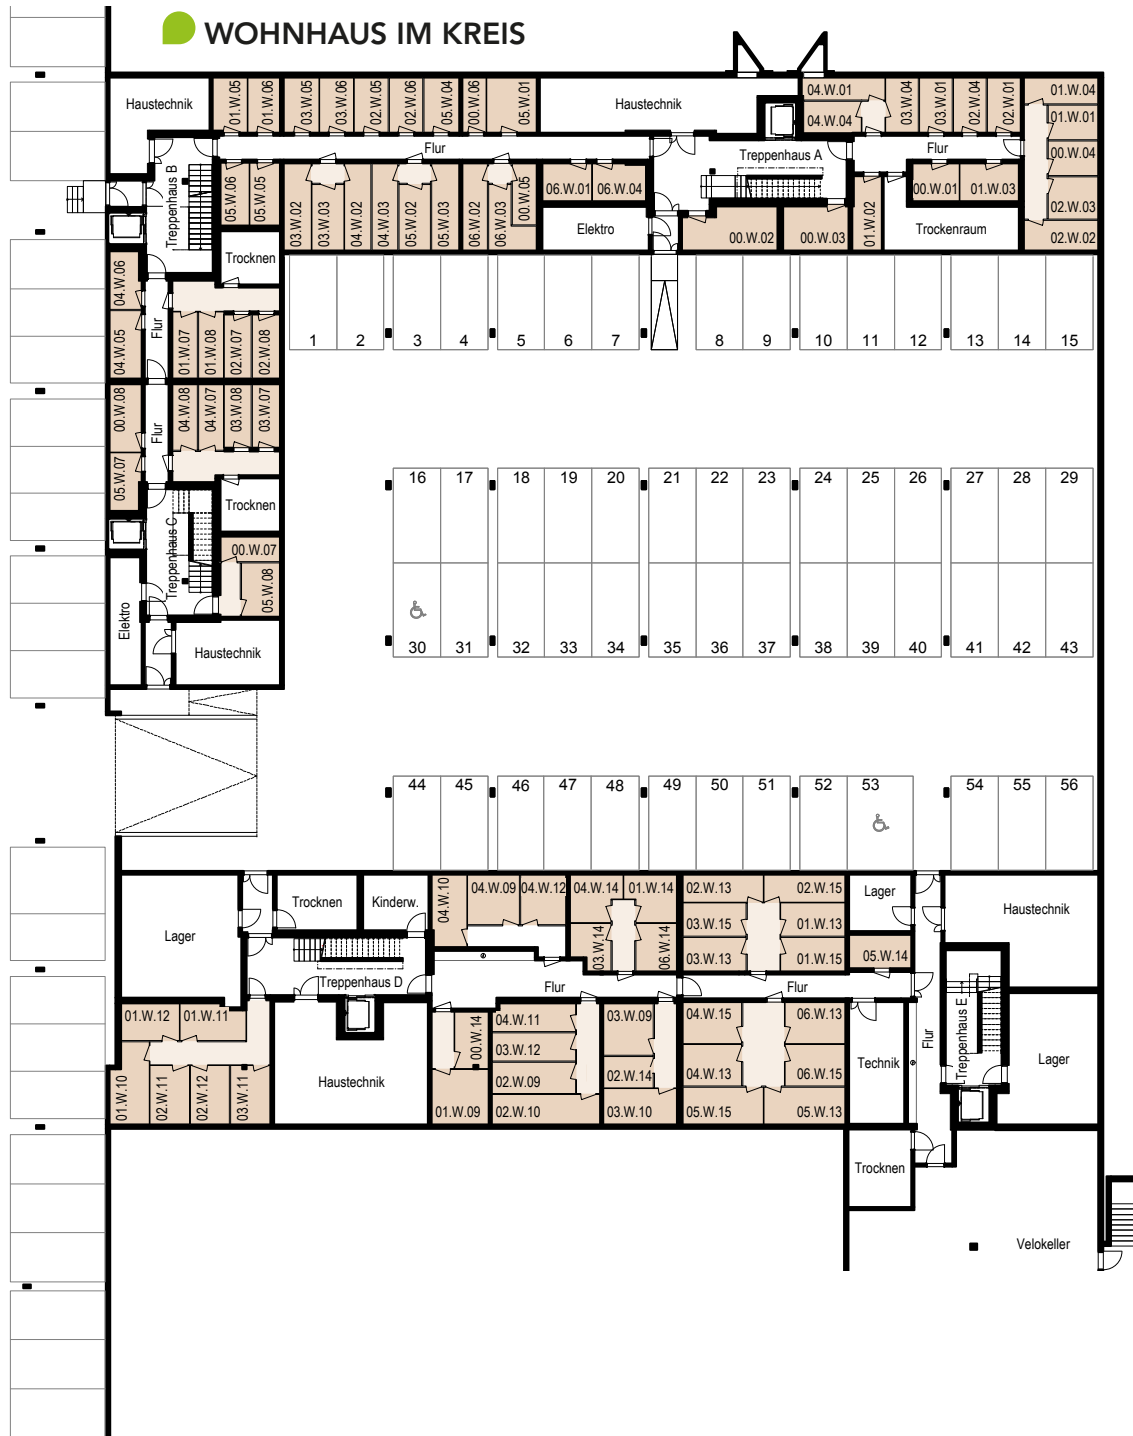 WOHNHAUS IM KREIS
Haustechnik
01.W.05
01.W.06
03.W.05
03.W.06
02.W.05
02.W.06
05.W.04
00.W.06
05.W.01
Haustechnik
04.W.01
04.W.04
03.W.04
03.W.01
02.W.04
02.W.01
01.W.04
01.W.01
00.W.04
02.W.03
02.W.02
Flur
Treppenhaus A
Flur
Treppenhaus B
05.W.06
05.W.05
03.W.02
03.W.03
04.W.02
04.W.03
05.W.02
05.W.03
06.W.02
06.W.03
00.W.05
06.W.01
06.W.04
Elektro
00.W.02
00.W.03
01.W.02
00.W.01
01.W.03
Trockenraum
Trocknen
04.W.06
04.W.05
Flur
01.W.07
01.W.08
02.W.07
02.W.08
1 2 3 4 5 6 7 8 9 10 11 12 13 14 15
00.W.08
05.W.07
Flur
04.W.08
04.W.07
03.W.08
03.W.07
Trocknen
16 17 18 19 20 21 22 23 24 25 26 27 28 29
Treppenhaus C
00.W.07
05.W.08
Elektro
Haustechnik
30 31 32 33 34 35 36 37 38 39 40 41 42 43
44 45 46 47 48 49 50 51 52 53 54 55 56
Lager
Trocknen
Kinderw.
04.W.10
04.W.09
04.W.12
04.W.14
01.W.14
03.W.14
06.W.14
02.W.13
02.W.15
03.W.15
01.W.13
03.W.13
01.W.15
Lager
05.W.14
Haustechnik
Treppenhaus D
Flur
Flur
01.W.12
01.W.11
01.W.10
02.W.11
02.W.12
03.W.11
Haustechnik
00.W.14
01.W.09
04.W.11
03.W.12
02.W.09
02.W.10
03.W.09
02.W.14
03.W.10
04.W.15
06.W.13
04.W.13
06.W.15
05.W.15
05.W.13
Technik
Flur
Treppenhaus E
Lager
Trocknen
Velokeller